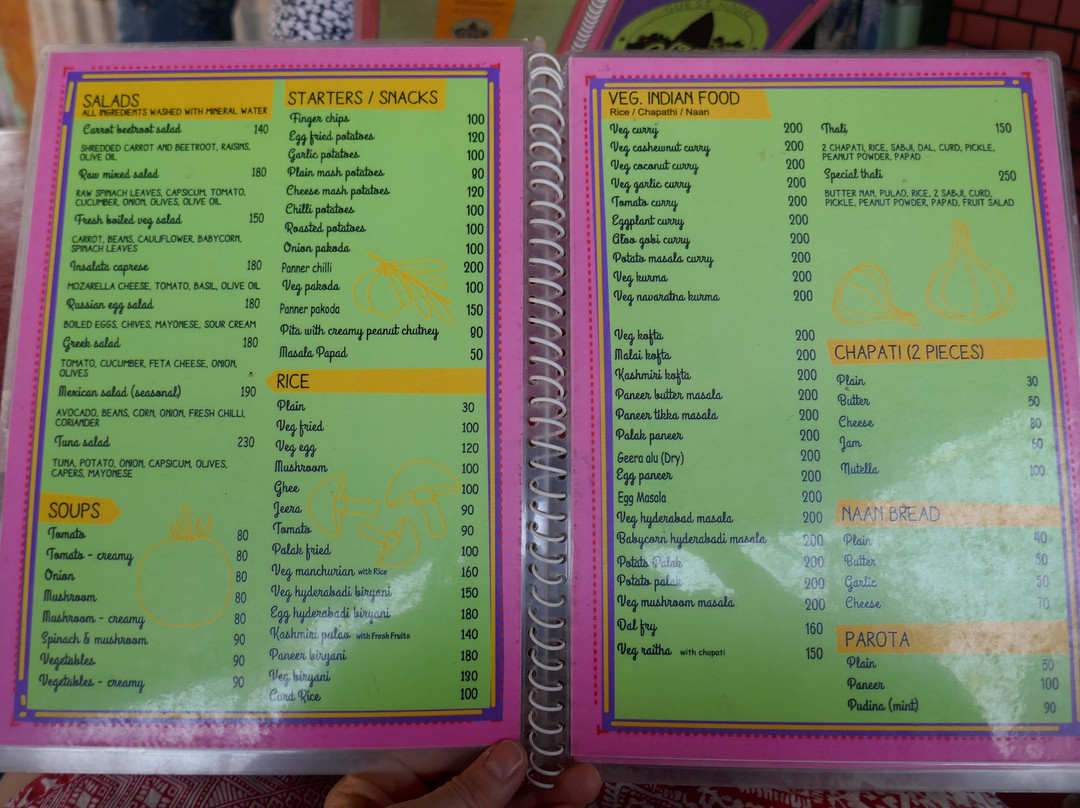 SALADS
ALL INGREDIENTS WASHED WITH MINERAL WATER
Carrot beetroot salad 140
SHREDDED CARROT AND BEETROOT, RAISINS,
OLIVE OIL
Raw mixed salad 180
RAW SPINACH LEAVES, CAPSICUM, TOMATO,
CUCUMBER, ONION, OLIVES, OLIVE OIL
Fresh boiled veg salad 150
CARROT, BEANS, CAULIFLOWER, BABYCORN,
SPINACH LEAVES
Insalata caprese 180
MOZARELLA CHEESE, TOMATO, BASIL, OLIVE OIL
Russian egg salad 180
BOILED EGGS, CHIVES, MAYONESE, SOUR CREAM
Greek salad 180
TOMATO, CUCUMBER, FETA CHEESE, ONION,
OLIVES
Mexican salad (seasonal) 190
AVOCADO, BEANS, CORN, ONION, FRESH CHILLI,
CORIANDER
Tuna salad 230
TUNA, POTATO, ONION, CAPSICUM, OLIVES,
CAPERS, MAYONESE
SOUPS
Tomato 80
Tomato - creamy 80
Onion 80
Mushroom 80
Mushroom - creamy 80
Spinach & mushroom 90
Vegetables 90
Vegetables - creamy 90
STARTERS / SNACKS
Finger chips 100
Egg fried potatoes 120
Garlic potatoes 100
Plain mash potatoes 90
Cheese mash potatoes 120
Chilli potatoes 100
Roasted potatoes 100
Onion pakoda 100
Panner chilli 200
Veg pakoda 100
Panner pakoda 150
Pita with creamy peanut chutney 90
Masala Papad 50
RICE
Plain 30
Veg fried 100
Veg egg 120
Mushroom 100
Ghee 100
Jeera 90
Tomato 90
Palak fried 100
Veg manchurian with Rice 160
Veg hyderabadi biryani 150
Egg hyderabadi biryani 180
Kashmiri pulao with Fresh Fruits 140
Paneer biryani 180
Veg biryani
Curd Rice 100
VEG. INDIAN FOOD
Rice / Chapathi / Naan
Veg curry 200
Veg cashewnut curry 200
Veg coconut curry 200
Veg garlic curry 200
Tomato curry 200
Eggplant curry 200
Aloo gobi curry 200
Potato masala curry 200
Veg kurma 200
Veg navaratna kurma 200
Veg kofta 200
Malai kofta 200
Kashmiri kofta 200
Paneer butter masala 200
Paneer tikka masala 200
Palak paneer 200
Geera alu (Dry) 200
Egg paneer 200
Egg Masala 200
Veg hyderabad masala 200
Babycorn hyderabadi masala 200
Potato Palak 200
Potato palak 200
Veg mushroom masala 200
Dal fry 160
Veg raitha with chapati 150
Thali 150
2 CHAPATI, RICE, SABJI, DAL, CURD, PICKLE,
PEANUT POWDER, PAPAD
Special thali 250
BUTTER NAN, PULAO, RICE, 2 SABJI, CURD,
PICKLE, PEANUT POWDER, PAPAD, FRUIT SALAD
CHAPATI (2 PIECES)
Plain 30
Butter 50
Cheese 80
Jam 60
Nutella 100
NAAN BREAD
Plain 40
Butter 50
Garlic 50
Cheese 70
PAROTA
Plain 50
Paneer 100
Pudina (mint) 90